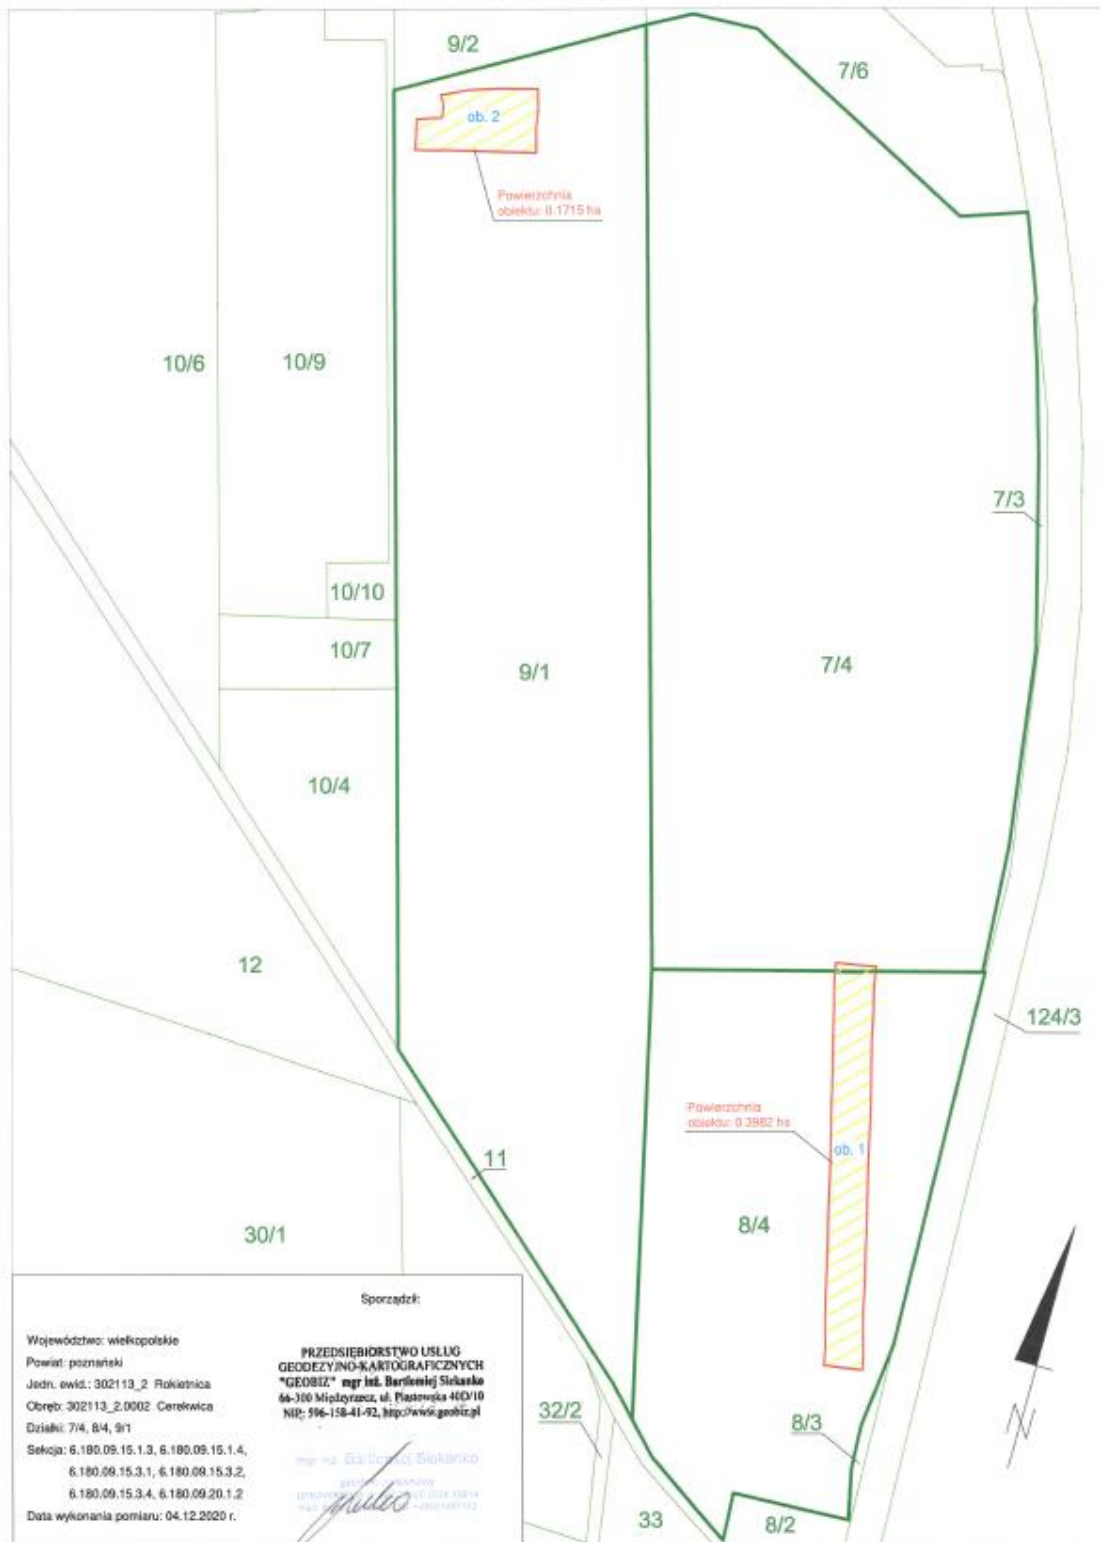 9/2
7/6
ob. 2
Powierzchnia
obiektu: 0.1715 ha
10/6
10/9
7/3
10/10
10/7
9/1
7/4
10/4
12
124/3
Powierzchnia
obiektu: 0.3982 ha
ob. 1
11
8/4
30/1
Sporządził:
Województwo: wielkopolskie
Powiat: poznański
Jedn. ewid.: 302113_2 Rokietnica
Obręb: 302113_2.0002 Cerekwica
Działki: 7/4, 8/4, 9/1
Sekcja: 6.180.09.15.1.3, 6.180.09.15.1.4,
6.180.09.15.3.1, 6.180.09.15.3.2,
6.180.09.15.3.4, 6.180.09.20.1.2
Data wykonania pomiaru: 04.12.2020 r.
PRZEDSIĘBIORSTWO USŁUG
GEODEZYJNO-KARTOGRAFICZNYCH
"GEOBIZ" mgr inż. Bartłomiej Siekanko
66-300 Międzyrzecz, ul. Piastowska 40D/10
NIP: 596-158-41-92, http://www.geobiz.pl
mgr inż. Bartłomiej Siekanko
32/2
8/3
N
33
8/2